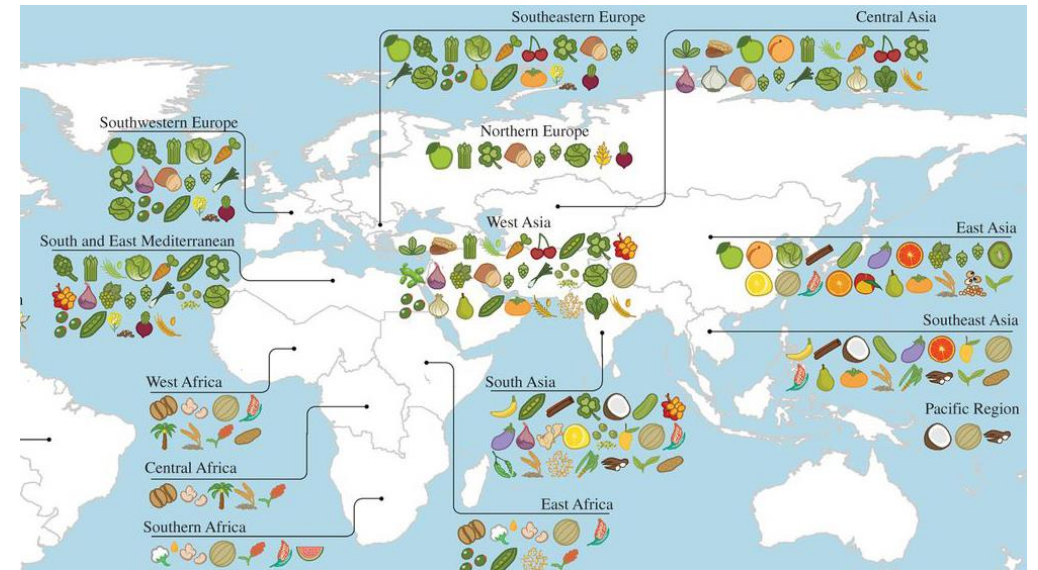 Southeastern Europe
Central Asia
Southwestern Europe
Northern Europe
South and East Mediterranean
West Asia
East Asia
n
Southeast Asia
West Africa
South Asia
Pacific Region
Central Africa
East Africa
Southern Africa